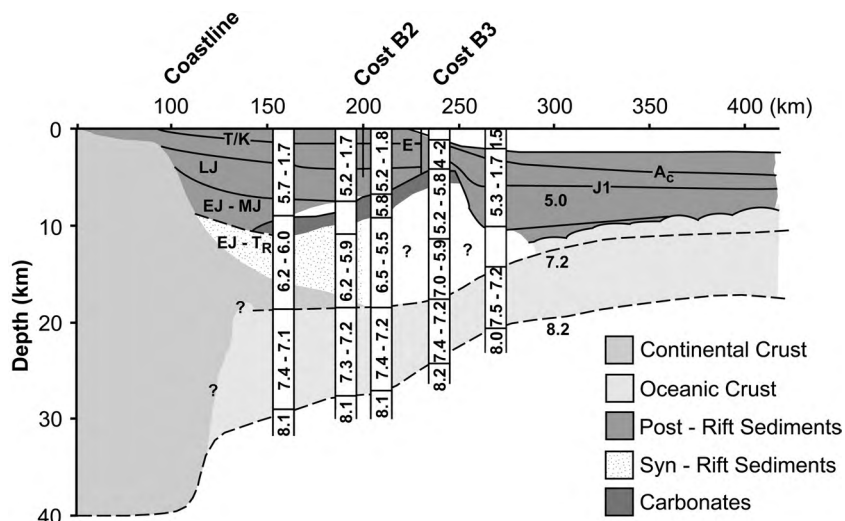 Coastline
Cost B2
Cost B3
100 150 200 250 300 350 400 (km)
0
10
20
30
40
Depth (km)
T/K
LJ
EJ - MJ
EJ - TR
E
AC
J1
5.0
7.2
8.2
?
?
?
?
5.7 - 1.7
6.2 - 6.0
7.4 - 7.1
8.1
5.2 - 1.7
6.2 - 5.9
7.3 - 7.2
8.1
5.2 - 1.8
5.8
6.5 - 5.5
7.4 - 7.2
8.1
4 -2
5.2 - 5.8
7.0 - 5.9
7.4 - 7.2
8.2
1.5
5.3 - 1.7
7.5 - 7.2
8.0
Continental Crust
Oceanic Crust
Post - Rift Sediments
Syn - Rift Sediments
Carbonates